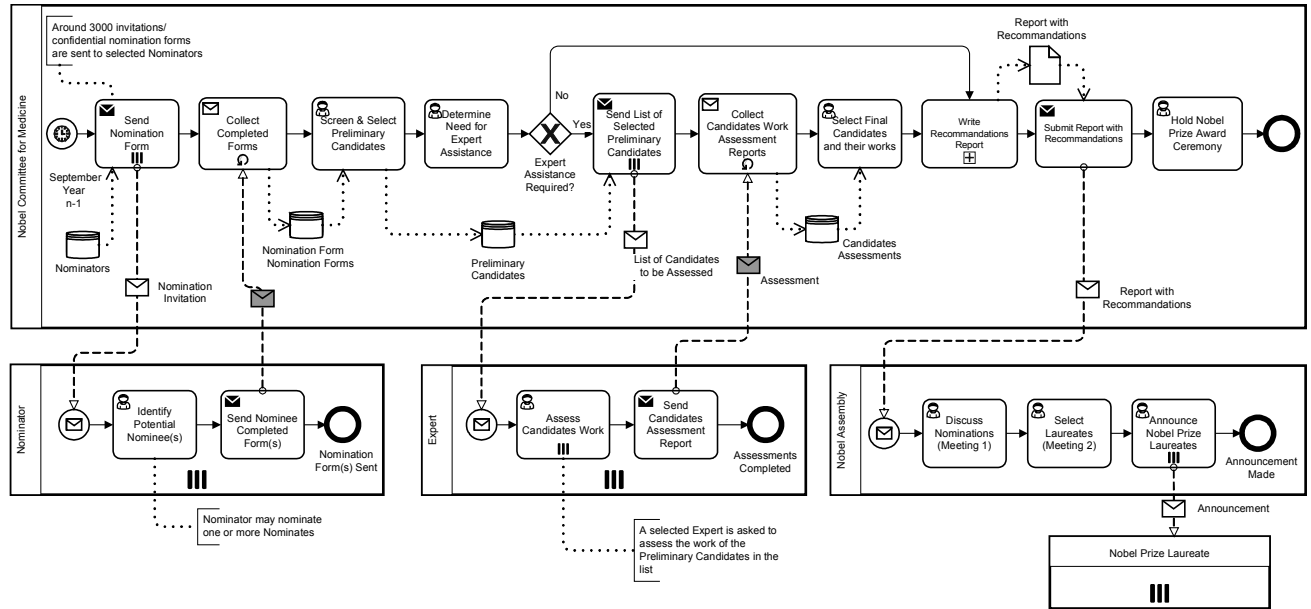 Around 3000 invitations/
confidential nomination forms
are sent to selected Nominators
Report with
Recommandations
Nobel Committee for Medicine
Send
Nomination
Form
Collect
Completed
Forms
Screen & Select
Preliminary
Candidates
Determine
Need for
Expert
Assistance
No
Yes
Expert
Assistance
Required?
Send List of
Selected
Preliminary
Candidates
Collect
Candidates Work
Assessment
Reports
Select Final
Candidates
and their works
Write
Recommandations
Report
Submit Report with
Recommandations
Hold Nobel
Prize Award
Ceremony
September
Year
n-1
Nominators
Nomination Form
Nomination Forms
Preliminary
Candidates
List of Candidates
to be Assessed
Candidates
Assessments
Assessment
Nomination
Invitation
Report with
Recommandations
Nominator
Identify
Potential
Nominee(s)
Send Nominee
Completed
Form(s)
Nomination
Form(s) Sent
Nominator may nominate
one or more Nominates
Expert
Assess
Candidates Work
Send
Candidates
Assessment
Report
Assessments
Completed
A selected Expert is asked to
assess the work of the
Preliminary Candidates in the
list
Nobel Assembly
Discuss
Nominations
(Meeting 1)
Select
Laureates
(Meeting 2)
Announce
Nobel Prize
Laureates
Announcement
Made
Announcement
Nobel Prize Laureate